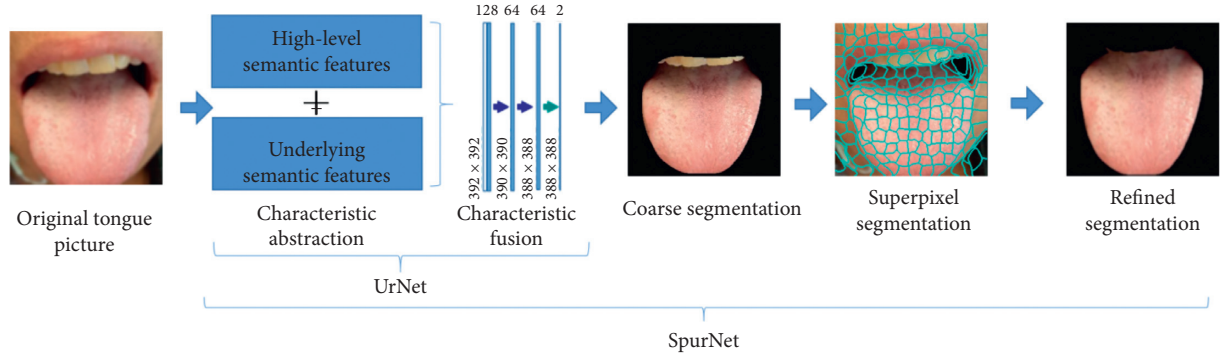 128 64 64 2
High-level
semantic features
+
Underlying
semantic features
392 × 392
390 × 390
388 × 388
388 × 388
Original tongue
picture
Characteristic
abstraction
Characteristic
fusion
Coarse segmentation
Superpixel
segmentation
Refined
segmentation
UrNet
SpurNet